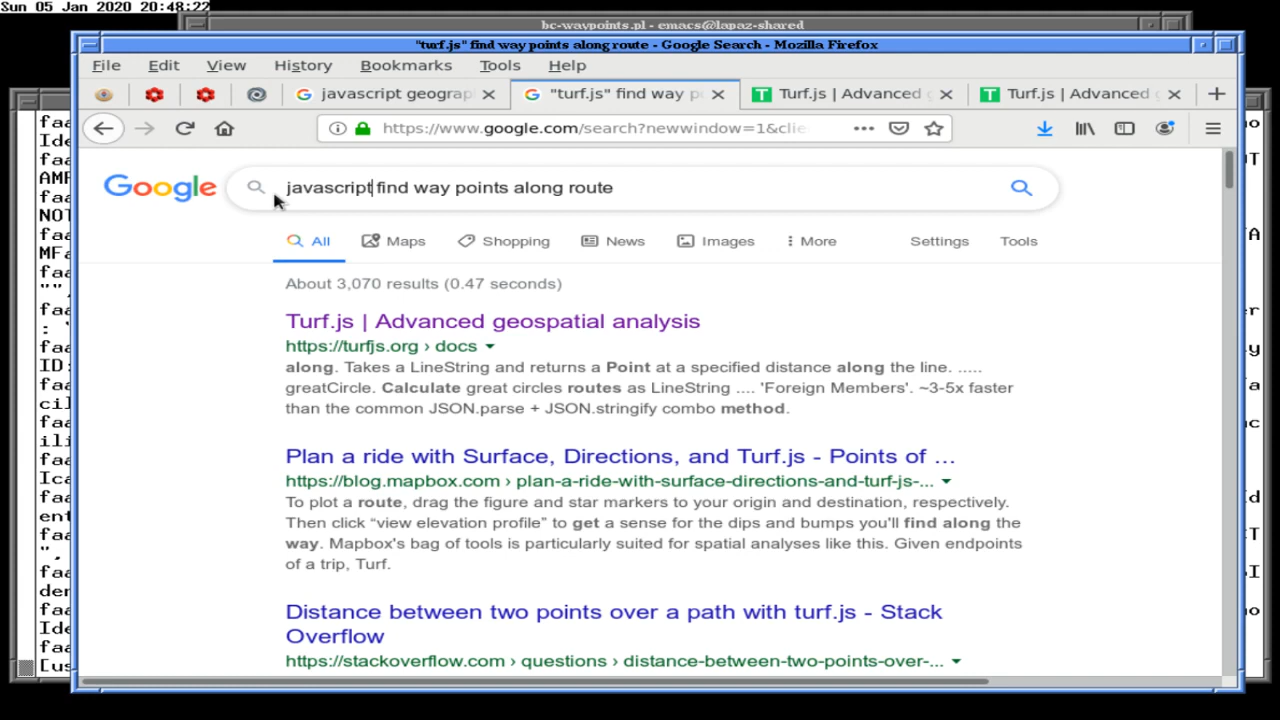 Sun 05 Jan 2020 20:48:22
bc-waypoints.pl - emacs@lapaz-shared
"turf.js" find way points along route - Google Search - Mozilla Firefox
File Edit View History Bookmarks Tools Help
javascript geograp
"turf.js" find way p
Turf.js | Advanced
Turf.js | Advanced
https://www.google.com/search?newwindow=1&clie
Google
javascript find way points along route
All Maps Shopping News Images More Settings Tools
About 3,070 results (0.47 seconds)
Turf.js | Advanced geospatial analysis
https://turfjs.org › docs
along. Takes a LineString and returns a Point at a specified distance along the line. .....
greatCircle. Calculate great circles routes as LineString .... 'Foreign Members'. ~3-5x faster
than the common JSON.parse + JSON.stringify combo method.
Plan a ride with Surface, Directions, and Turf.js - Points of ...
https://blog.mapbox.com › plan-a-ride-with-surface-directions-and-turf-js-...
To plot a route, drag the figure and star markers to your origin and destination, respectively.
Then click “view elevation profile” to get a sense for the dips and bumps you'll find along the
way. Mapbox's bag of tools is particularly suited for spatial analyses like this. Given endpoints
of a trip, Turf.
Distance between two points over a path with turf.js - Stack
Overflow
https://stackoverflow.com › questions › distance-between-two-points-over-...